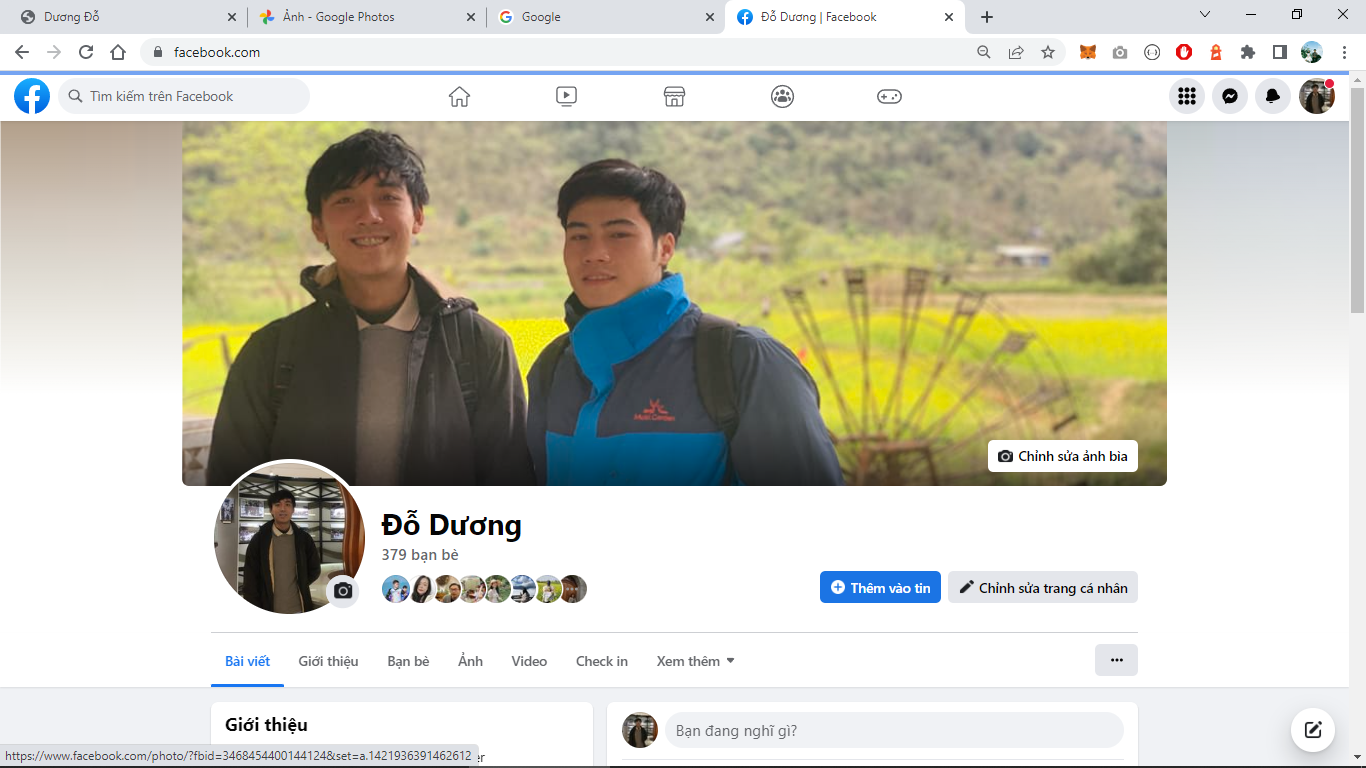 Dương Đỗ
Ảnh - Google Photos
Google
Đỗ Dương | Facebook
facebook.com
Tìm kiếm trên Facebook
Chỉnh sửa ảnh bìa
Đỗ Dương
379 bạn bè
Thêm vào tin
Chỉnh sửa trang cá nhân
Bài viết
Giới thiệu
Bạn bè
Ảnh
Video
Check in
Xem thêm
Giới thiệu
Bạn đang nghĩ gì?
https://www.facebook.com/photo/?fbid=3468454400144124&set=a.1421936391462612